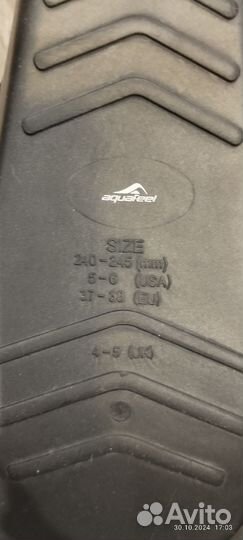 aquafeel
SIZE
240-245 (mm)
5-6 (USA)
37-38 (EU)
4-5 (UK)
30.10.2024 17:03
Avito